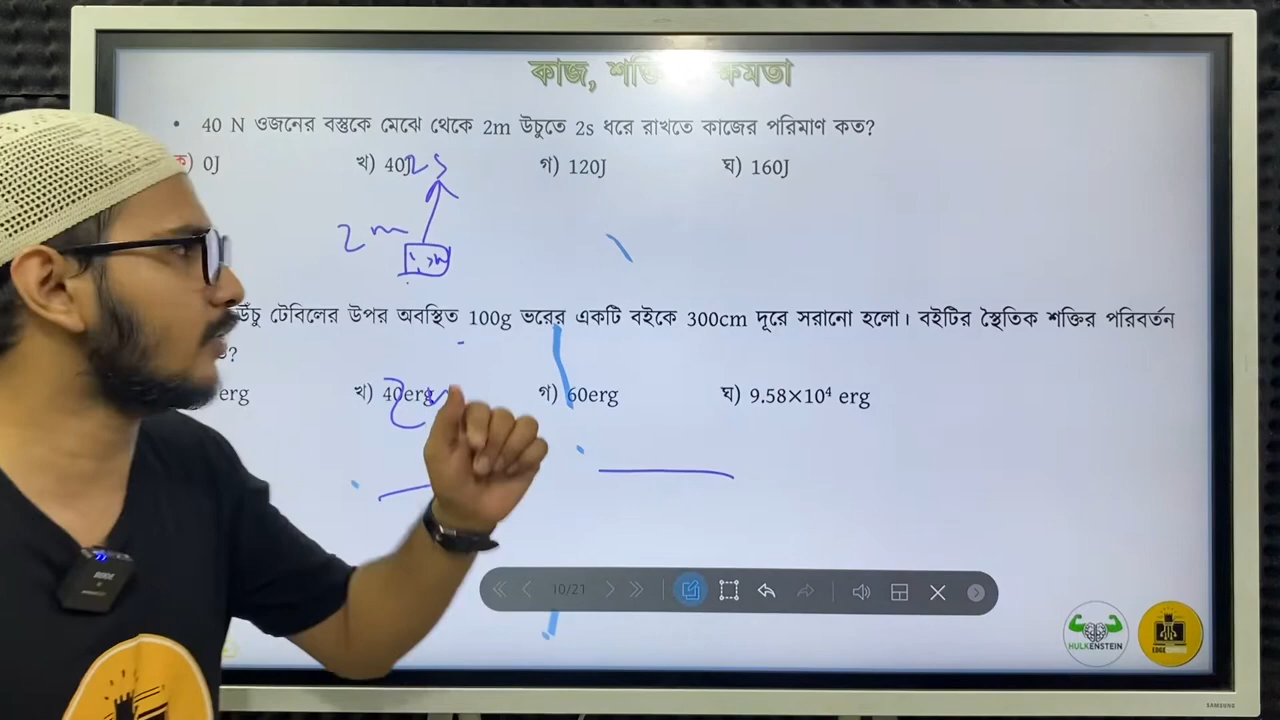 কাজ, শক্তি ক্ষমতা
• 40 N ওজনের বস্তুকে মেঝে থেকে 2m উচুতে 2s ধরে রাখতে কাজের পরিমাণ কত?
ক) 0J খ) 40J গ) 120J ঘ) 160J
2s
2m
উঁচু টেবিলের উপর অবস্থিত 100g ভরের একটি বইকে 300cm দূরে সরানো হলো। বইটির স্থৈতিক শক্তির পরিবর্তন
?
erg খ) 40erg গ) 60erg ঘ) 9.58×10⁴ erg
10/21
HULKENSTEIN
SAMSUNG